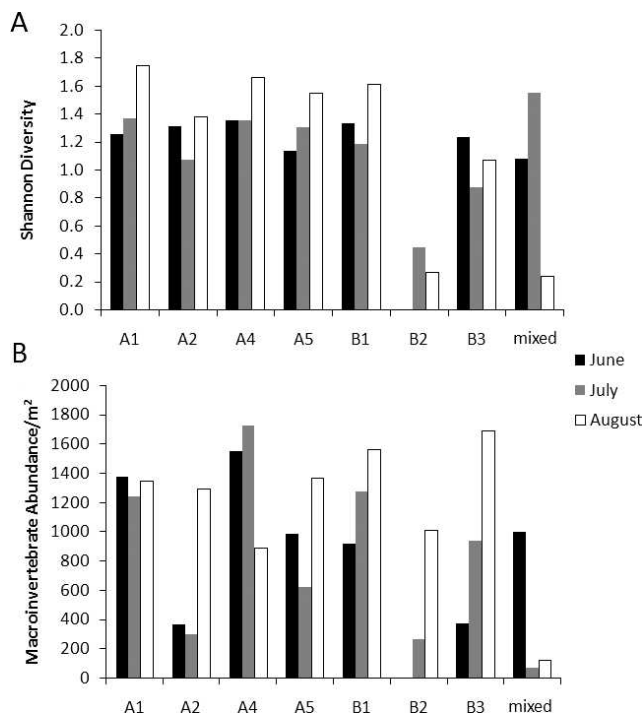 A
Shannon Diversity
2.0
1.8
1.6
1.4
1.2
1.0
0.8
0.6
0.4
0.2
0.0
A1 A2 A4 A5 B1 B2 B3 mixed
B
Macroinvertebrate Abundance/m²
2000
1800
1600
1400
1200
1000
800
600
400
200
0
A1 A2 A4 A5 B1 B2 B3 mixed
June
July
August